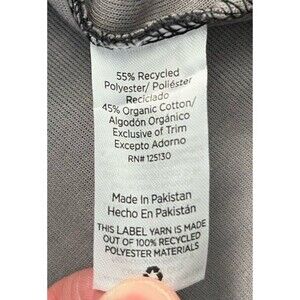 55% Recycled
Polyester/ Poliéster
Reciclado
45% Organic Cotton/
Algodón Orgánico
Exclusive of Trim
Excepto Adorno
RN# 125130
Made In Pakistan
Hecho En Pakistán
THIS LABEL YARN IS MADE
OUT OF 100% RECYCLED
POLYESTER MATERIALS